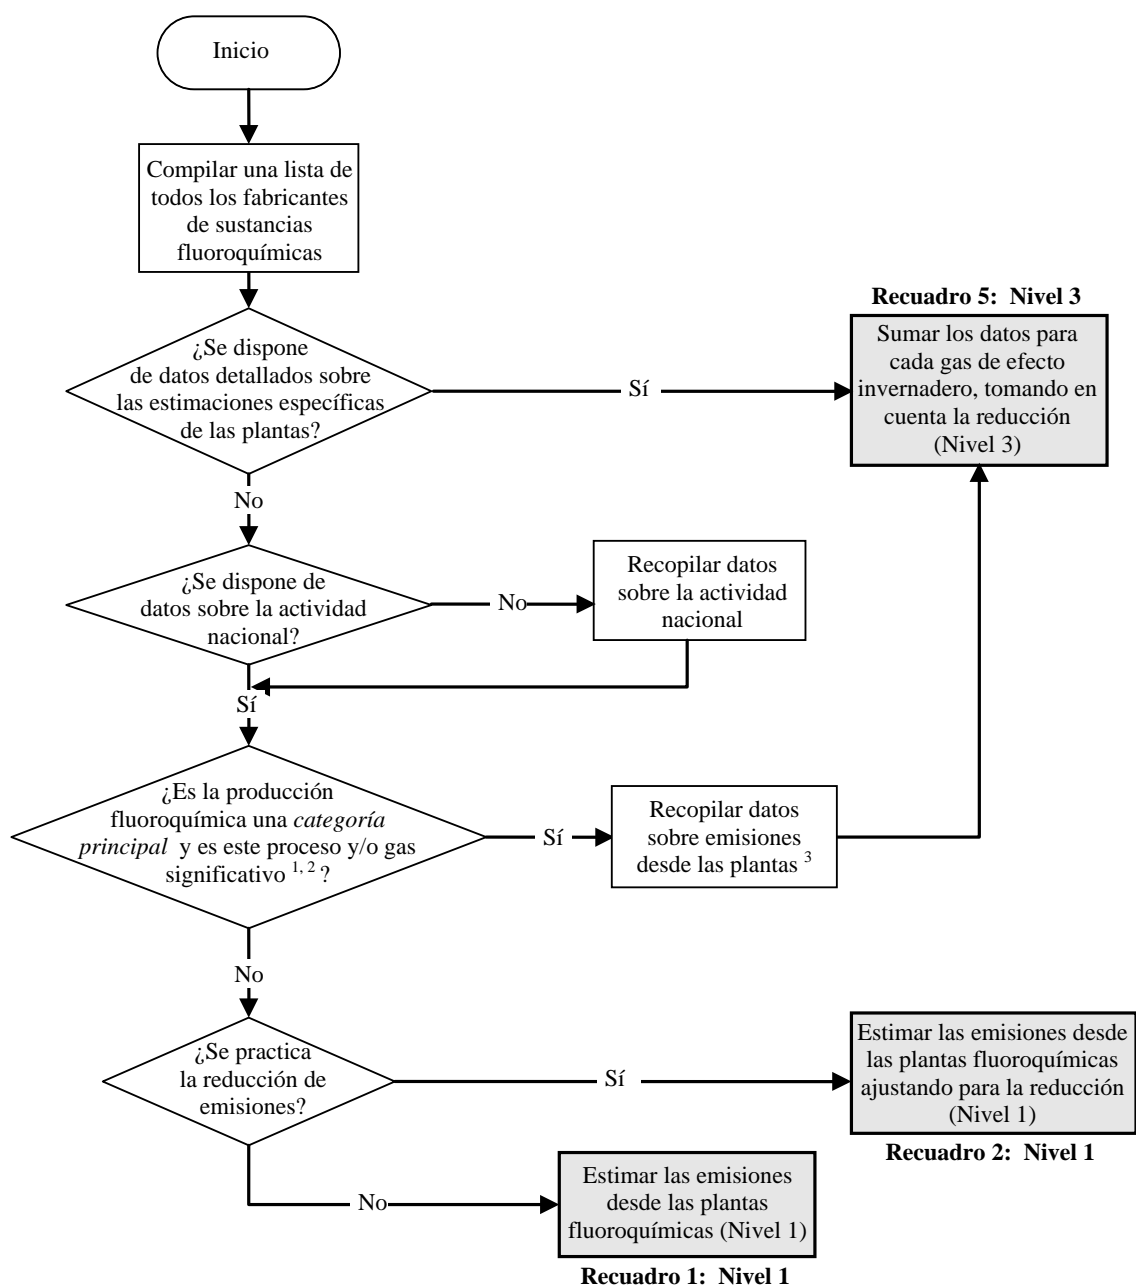 Inicio
Compilar una lista de
todos los fabricantes
de sustancias
fluoroquímicas
Recuadro 5: Nivel 3
¿Se dispone
de datos detallados sobre
las estimaciones específicas
de las plantas?
Sí
Sumar los datos para
cada gas de efecto
invernadero, tomando en
cuenta la reducción
(Nivel 3)
No
¿Se dispone de
datos sobre la actividad
nacional?
No
Recopilar datos
sobre la actividad
nacional
Sí
¿Es la producción
fluoroquímica una categoría
principal y es este proceso y/o gas
significativo 1, 2 ?
Sí
Recopilar datos
sobre emisiones
desde las plantas 3
No
¿Se practica
la reducción de
emisiones?
Sí
Estimar las emisiones desde
las plantas fluoroquímicas
ajustando para la reducción
(Nivel 1)
Recuadro 2: Nivel 1
No
Estimar las emisiones
desde las plantas
fluoroquímicas (Nivel 1)
Recuadro 1: Nivel 1